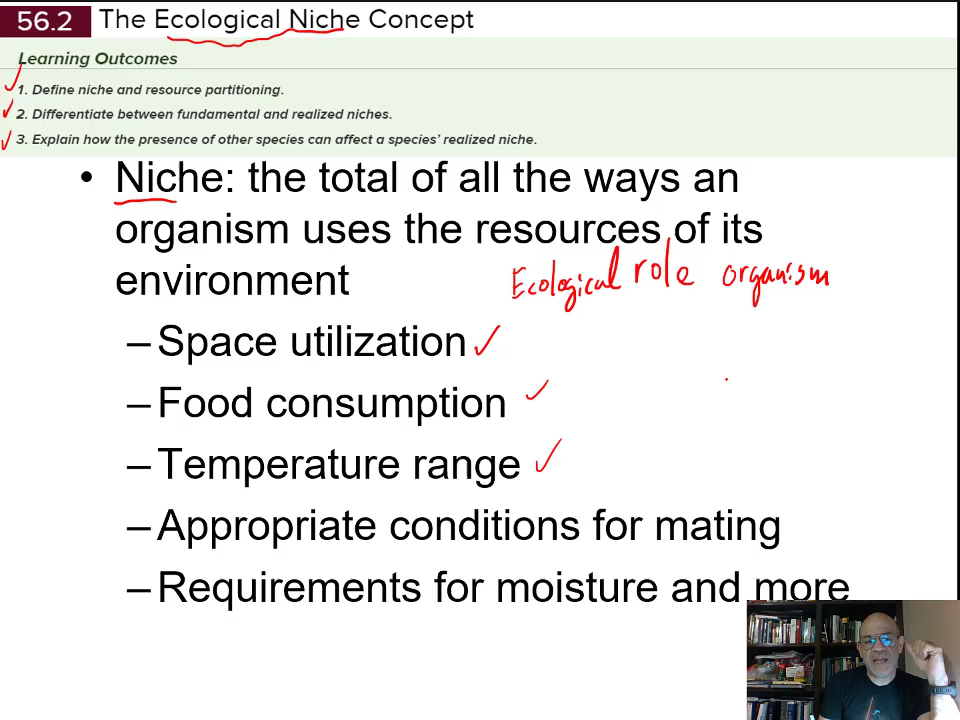 56.2 The Ecological Niche Concept
Learning Outcomes
1. Define niche and resource partitioning.
2. Differentiate between fundamental and realized niches.
3. Explain how the presence of other species can affect a species’ realized niche.
• Niche: the total of all the ways an
organism uses the resources of its
environment
Ecological role organism
–Space utilization
–Food consumption
–Temperature range
–Appropriate conditions for mating
–Requirements for moisture and more